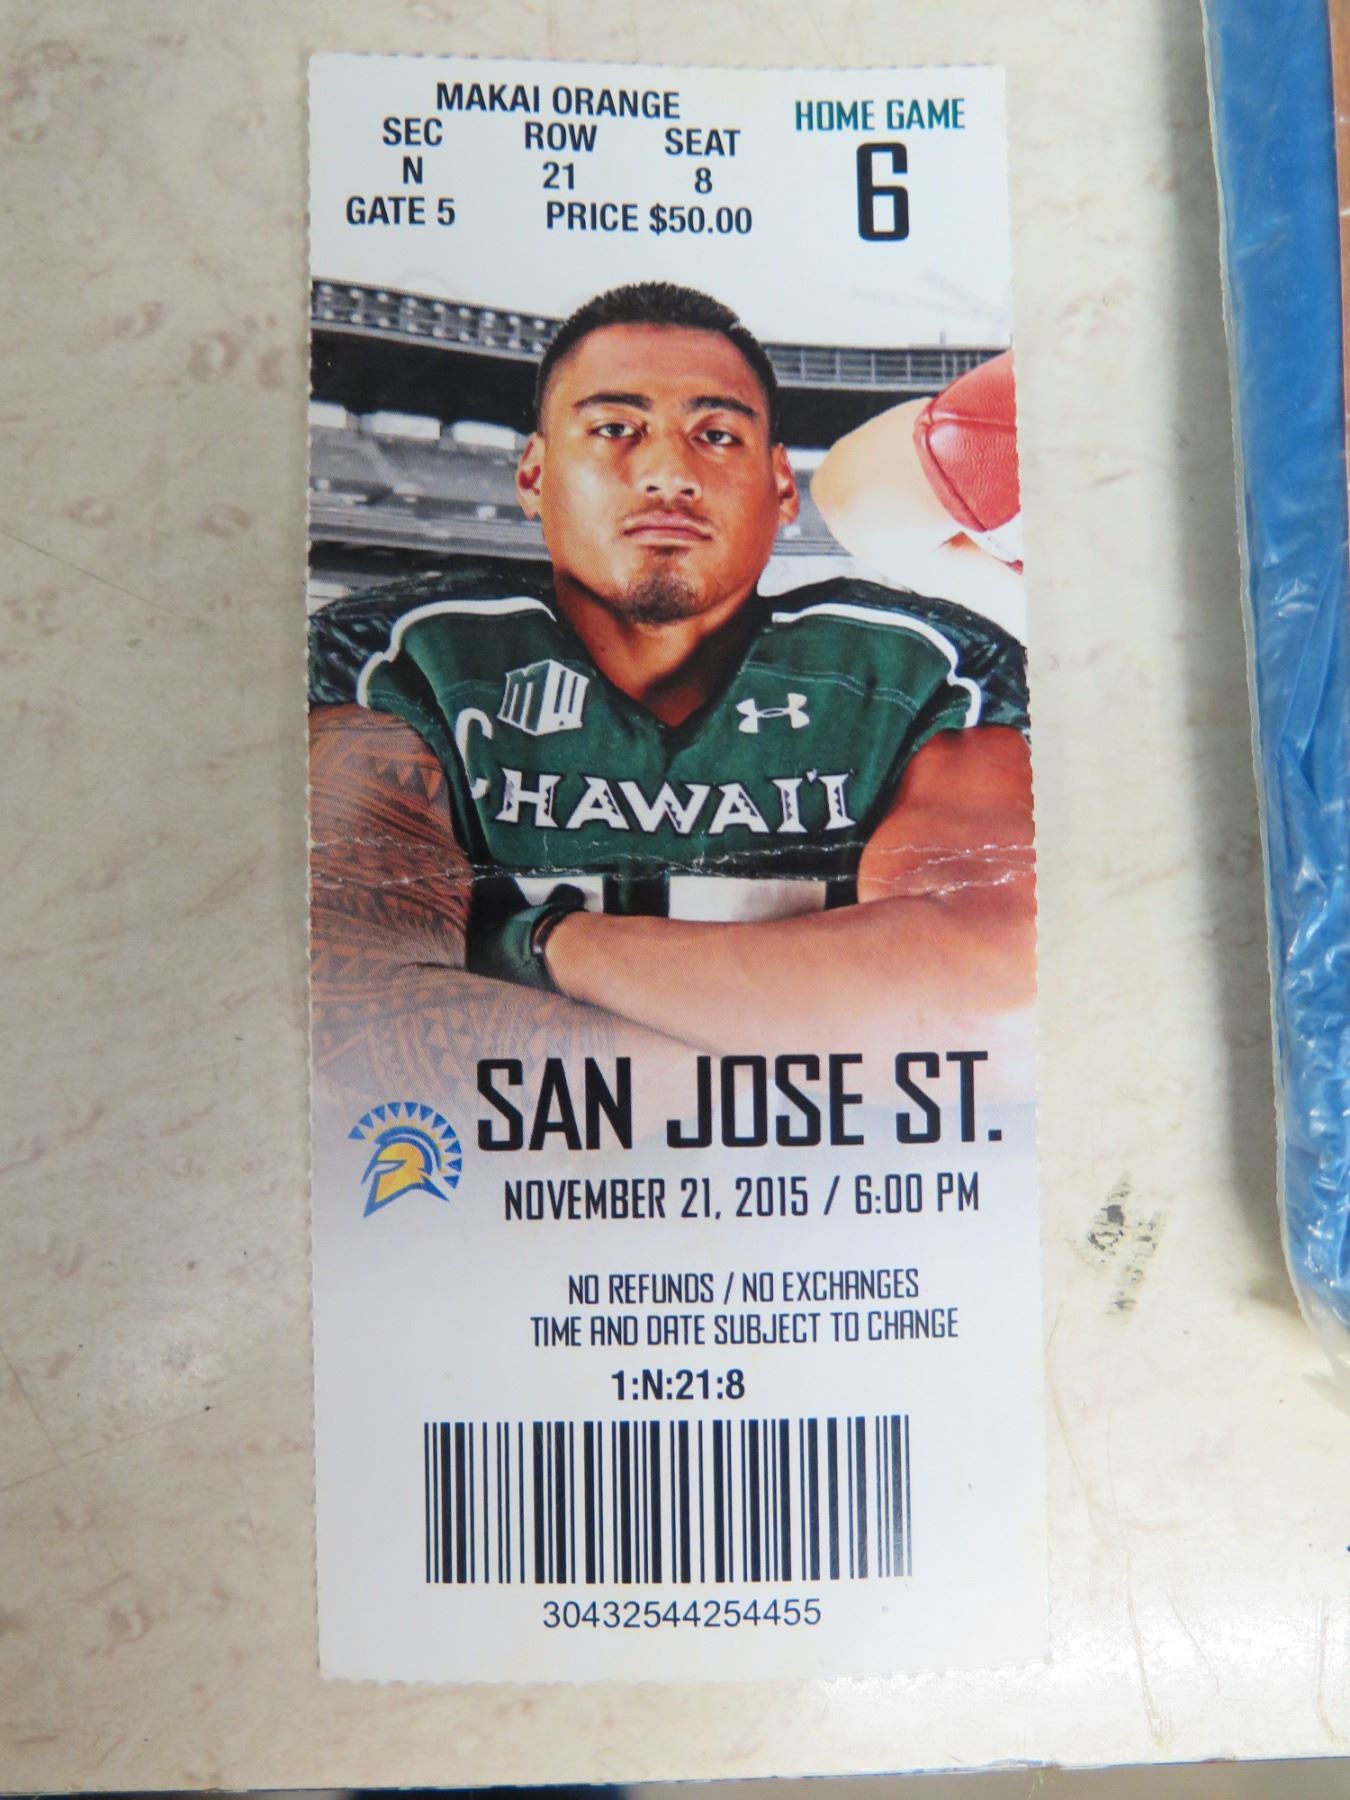 MAKAI ORANGE
HOME GAME
SEC ROW SEAT
N 21 8
6
GATE 5 PRICE $50.00
MW
C
HAWAI'I
SAN JOSE ST.
NOVEMBER 21, 2015 / 6:00 PM
NO REFUNDS / NO EXCHANGES
TIME AND DATE SUBJECT TO CHANGE
1:N:21:8
30432544254455